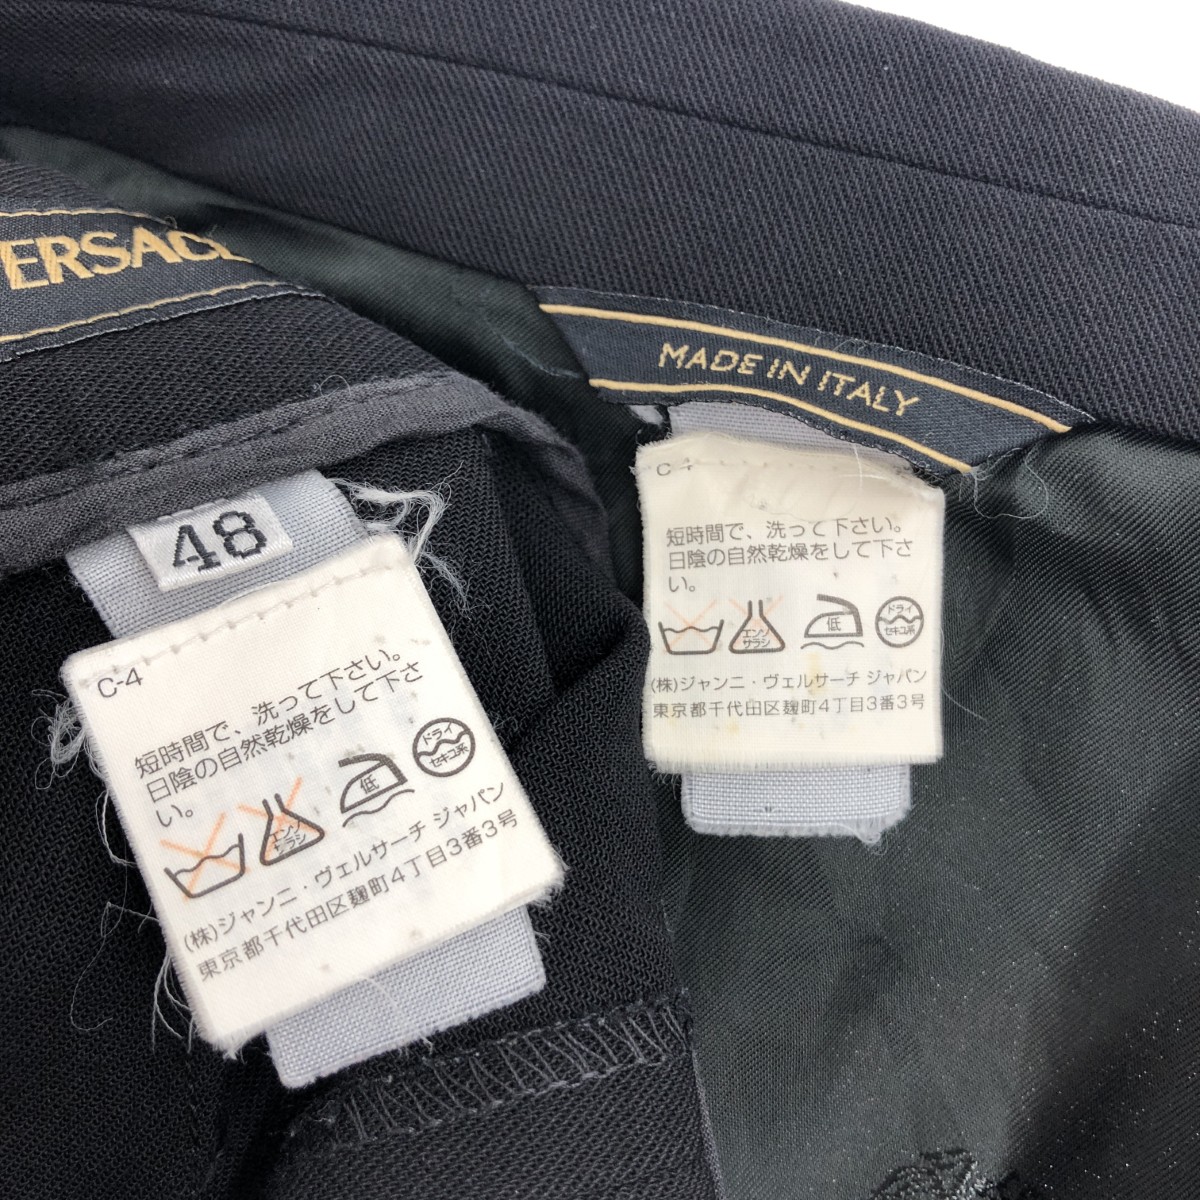 ERSACE
MADE IN ITALY
48
C-4
短時間で、洗って下さい。
日陰の自然乾燥をして下さ
い。
エンソ
サラシ
低
ドライ
セキユ系
(株)ジャンニ・ヴェルサーチ ジャパン
東京都千代田区麹町4丁目3番3号
C-4
短時間で、洗って下さい。
日陰の自然乾燥をして下さ
い。
エンソ
サラシ
低
ドライ
セキユ系
(株)ジャンニ・ヴェルサーチ ジャパン
東京都千代田区麹町4丁目3番3号